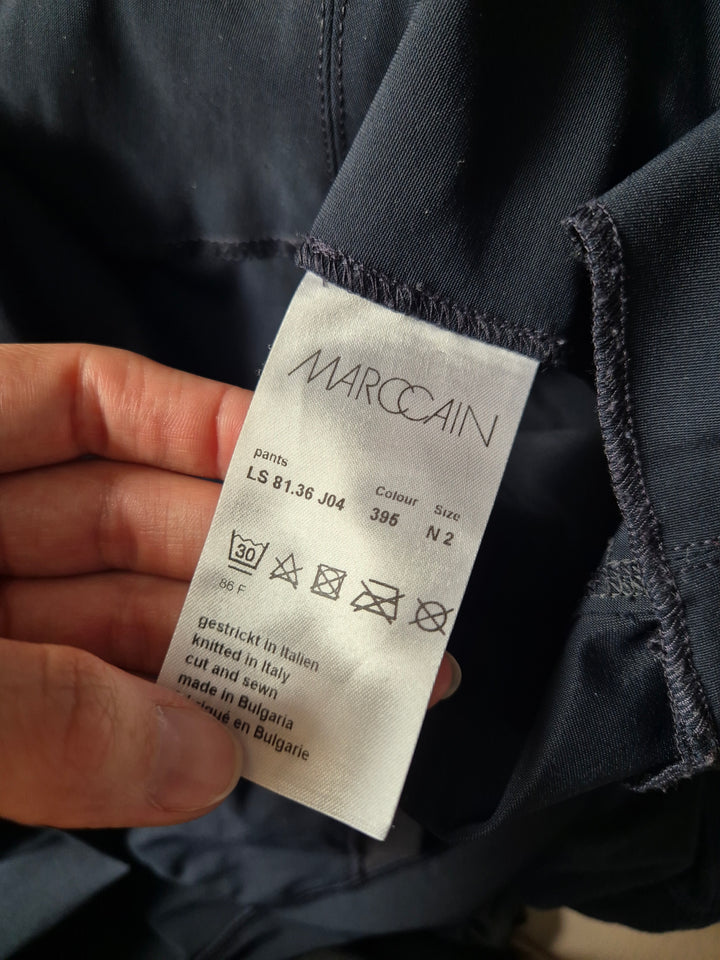 MARCCAIN
pants
LS 81.36 J04
Colour
395
Size
N 2
30
86 F
gestrickt in Italien
knitted in Italy
cut and sewn
made in Bulgaria
en Bulgarie